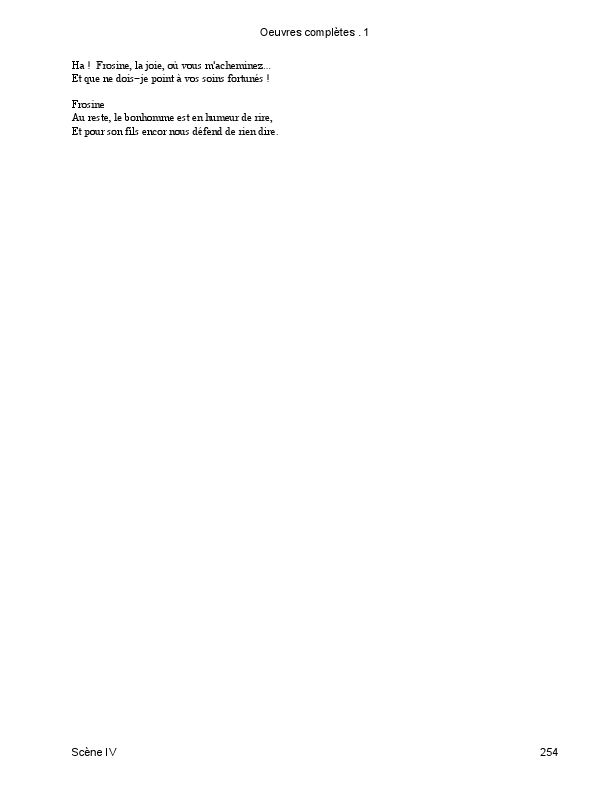 Oeuvres complètes . 1
Ha ! Frosine, la joie, où vous m'acheminez...
Et que ne dois−je point à vos soins fortunés !
Frosine
Au reste, le bonhomme est en humeur de rire,
Et pour son fils encor nous défend de rien dire.
Scène IV
254